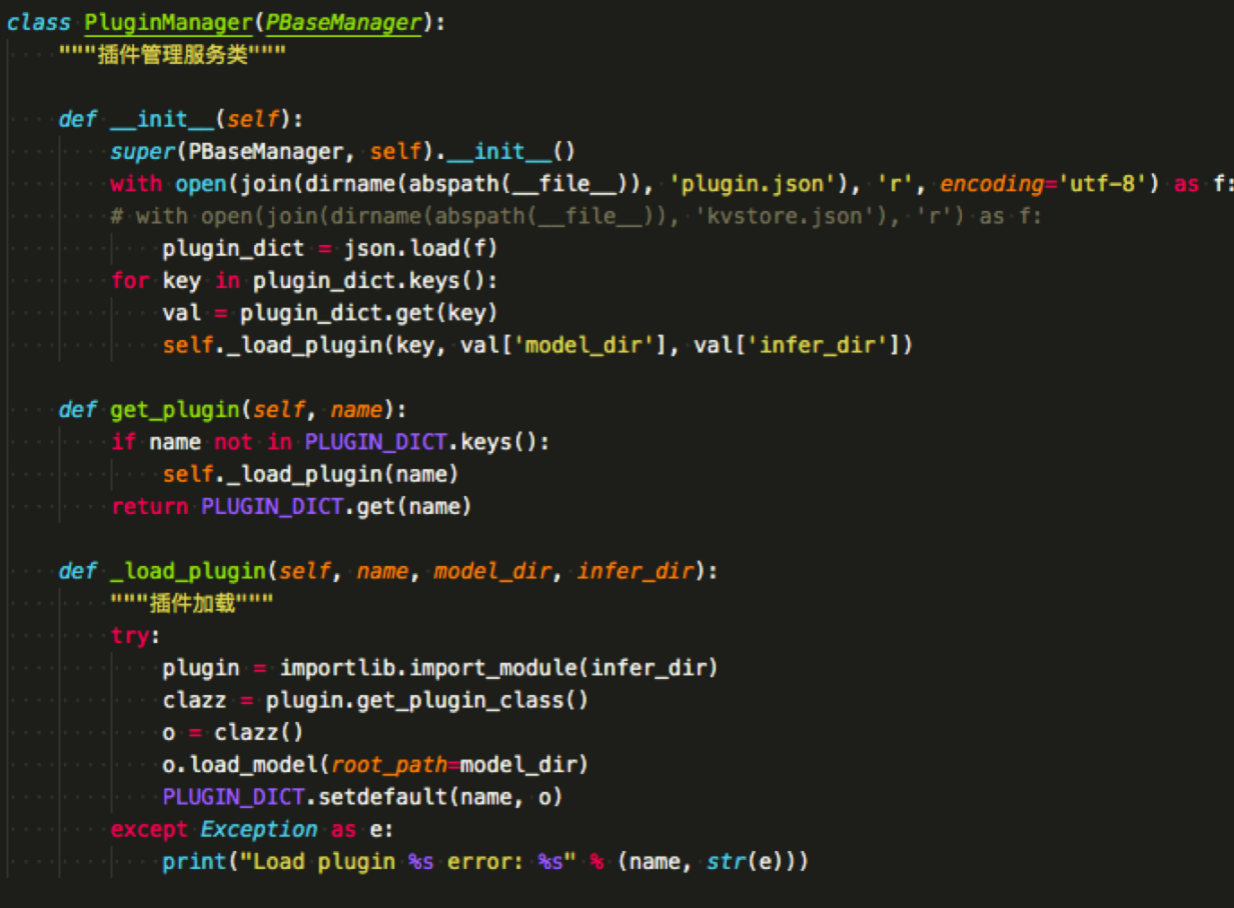 class PluginManager(PBaseManager):
    """插件管理服务类"""
    def __init__(self):
        super(PBaseManager, self).__init__()
        with open(join(dirname(abspath(__file__)), 'plugin.json'), 'r', encoding='utf-8') as f:
        # with open(join(dirname(abspath(__file__)), 'kvstore.json'), 'r') as f:
            plugin_dict = json.load(f)
        for key in plugin_dict.keys():
            val = plugin_dict.get(key)
            self._load_plugin(key, val['model_dir'], val['infer_dir'])
    def get_plugin(self, name):
        if name not in PLUGIN_DICT.keys():
            self._load_plugin(name)
        return PLUGIN_DICT.get(name)
    def _load_plugin(self, name, model_dir, infer_dir):
        """插件加载"""
        try:
            plugin = importlib.import_module(infer_dir)
            clazz = plugin.get_plugin_class()
            o = clazz()
            o.load_model(root_path=model_dir)
            PLUGIN_DICT.setdefault(name, o)
        except Exception as e:
            print("Load plugin %s error: %s" % (name, str(e)))